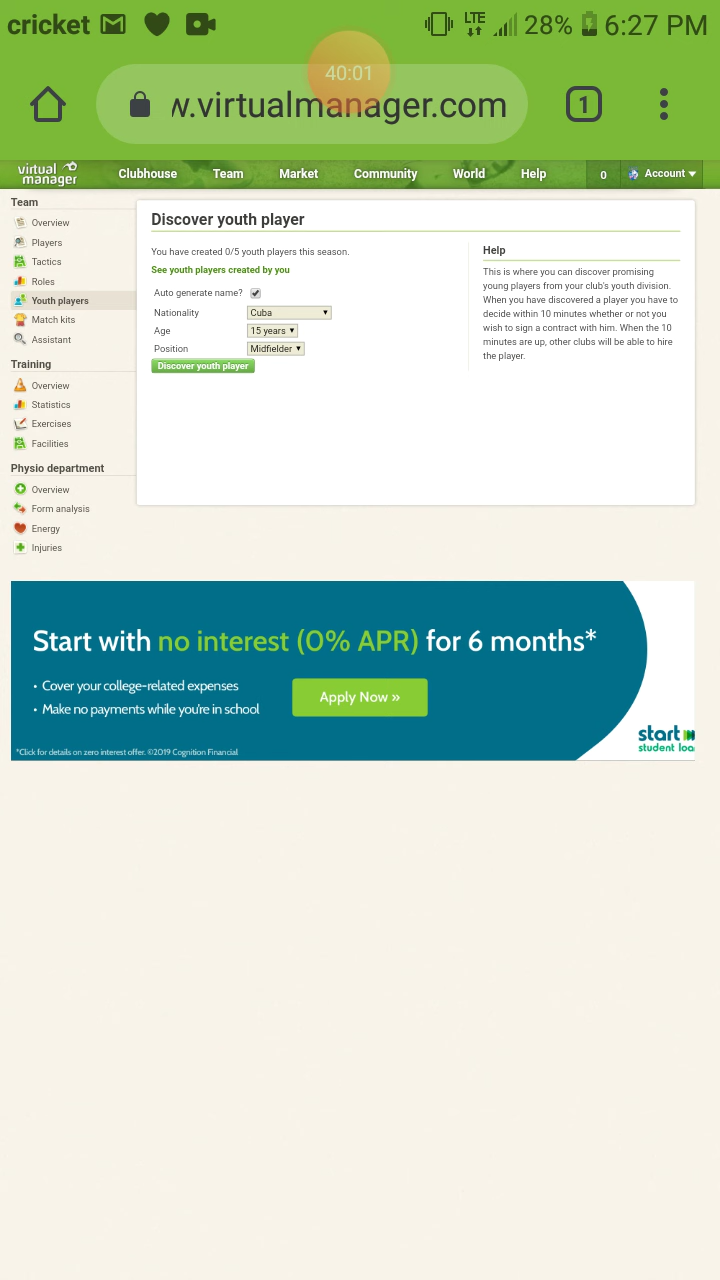 cricket LTE 28% 6:27 PM
40:01
w.virtualmanager.com 1
virtual manager Clubhouse Team Market Community World Help 0 Account
Team
Overview
Players
Tactics
Roles
Youth players
Match kits
Assistant
Training
Overview
Statistics
Exercises
Facilities
Physio department
Overview
Form analysis
Energy
Injuries
Discover youth player
You have created 0/5 youth players this season.
See youth players created by you
Auto generate name?
Nationality Cuba
Age 15 years
Position Midfielder
Discover youth player
Help
This is where you can discover promising
young players from your club's youth division.
When you have discovered a player you have to
decide within 10 minutes whether or not you
wish to sign a contract with him. When the 10
minutes are up, other clubs will be able to hire
the player.
Start with no interest (0% APR) for 6 months*
• Cover your college-related expenses
• Make no payments while you're in school
Apply Now »
*Click for details on zero interest offer. ©2019 Cognition Financial
start
student loa